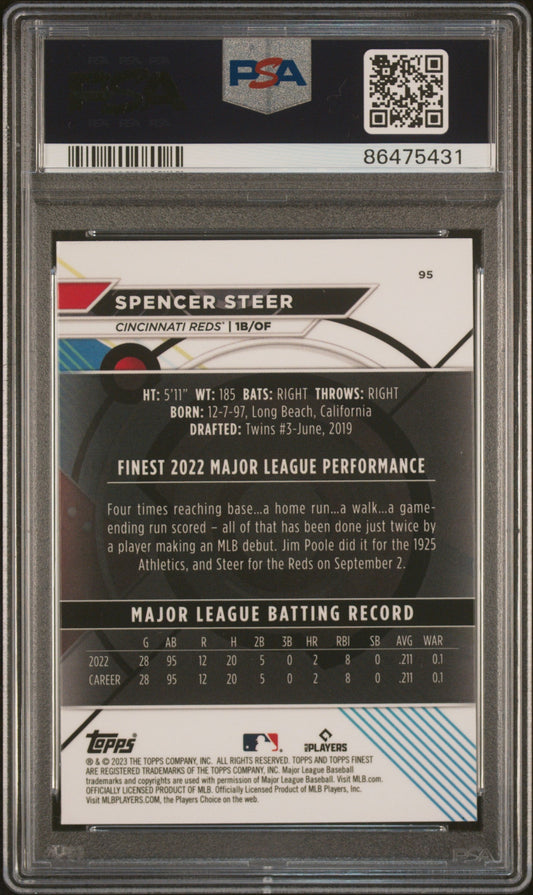 PSA
86475431
95
SPENCER STEER
CINCINNATI REDS® | 1B/OF
HT: 5'11" WT: 185 BATS: RIGHT THROWS: RIGHT
BORN: 12-7-97, Long Beach, California
DRAFTED: Twins #3-June, 2019
FINEST 2022 MAJOR LEAGUE PERFORMANCE
Four times reaching base...a home run...a walk...a game-
ending run scored – all of that has been done just twice by
a player making an MLB debut. Jim Poole did it for the 1925
Athletics, and Steer for the Reds on September 2.
MAJOR LEAGUE BATTING RECORD
G AB R H 2B 3B HR RBI SB AVG WAR
2022 28 95 12 20 5 0 2 8 0 .211 0.1
CAREER 28 95 12 20 5 0 2 8 0 .211 0.1
Topps
PLAYERS
® & © 2023 THE TOPPS COMPANY, INC. ALL RIGHTS RESERVED. TOPPS AND TOPPS FINEST
ARE REGISTERED TRADEMARKS OF THE TOPPS COMPANY, INC. Major League Baseball
trademarks and copyrights are used with permission of Major League Baseball. Visit MLB.com.
OFFICIALLY LICENSED PRODUCT OF MLB. Officially Licensed Product of MLB Players, Inc.
Visit MLBPLAYERS.com, the Players Choice on the web.
PSA